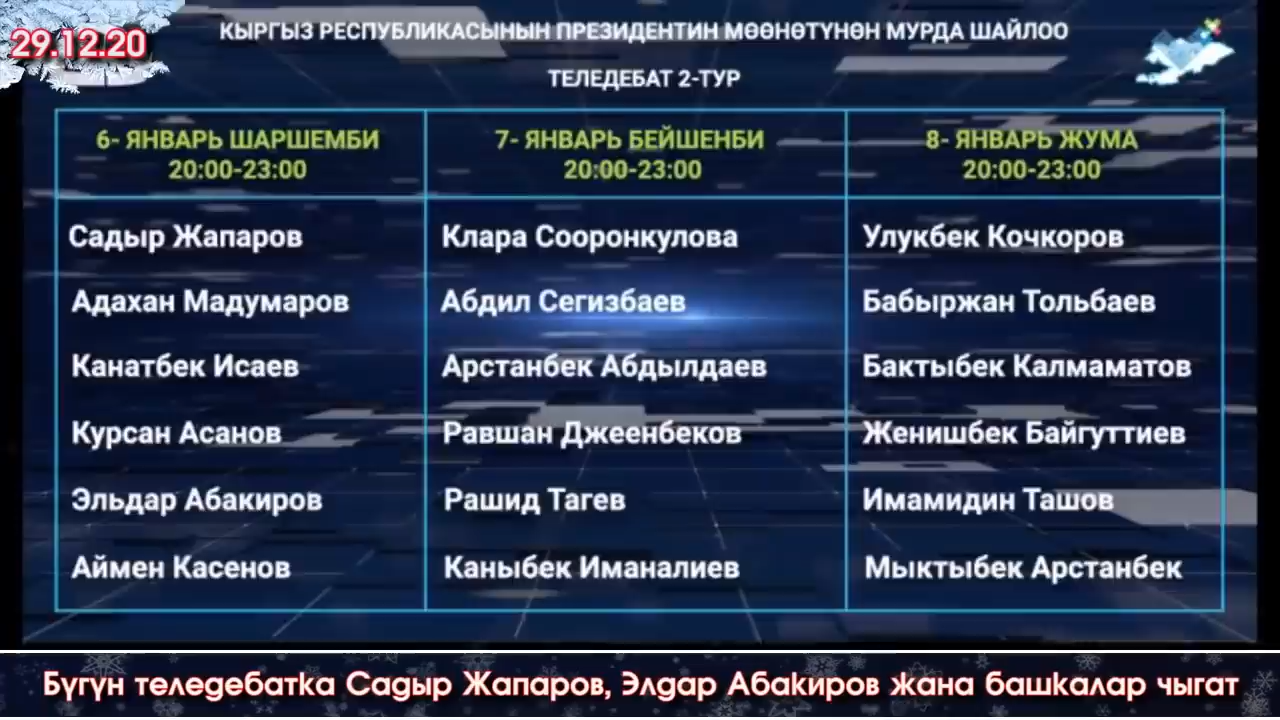 29.12.20
КЫРГЫЗ РЕСПУБЛИКАСЫНЫН ПРЕЗИДЕНТИН МӨӨНӨТҮНӨН МУРДА ШАЙЛОО
ТЕЛЕДЕБАТ 2-ТУР
6- ЯНВАРЬ ШАРШЕМБИ
20:00-23:00
Садыр Жапаров
Адахан Мадумаров
Канатбек Исаев
Курсан Асанов
Эльдар Абакиров
Аймен Касенов
7- ЯНВАРЬ БЕЙШЕНБИ
20:00-23:00
Клара Сооронкулова
Абдил Сегизбаев
Арстанбек Абдылдаев
Равшан Джеенбеков
Рашид Тагев
Каныбек Иманалиев
8- ЯНВАРЬ ЖУМА
20:00-23:00
Улукбек Кочкоров
Бабыржан Тольбаев
Бактыбек Калмаматов
Женишбек Байгуттиев
Имамидин Ташов
Мыктыбек Арстанбек
Бүгүн теледебатка Садыр Жапаров, Элдар Абакиров жана башкалар чыгат